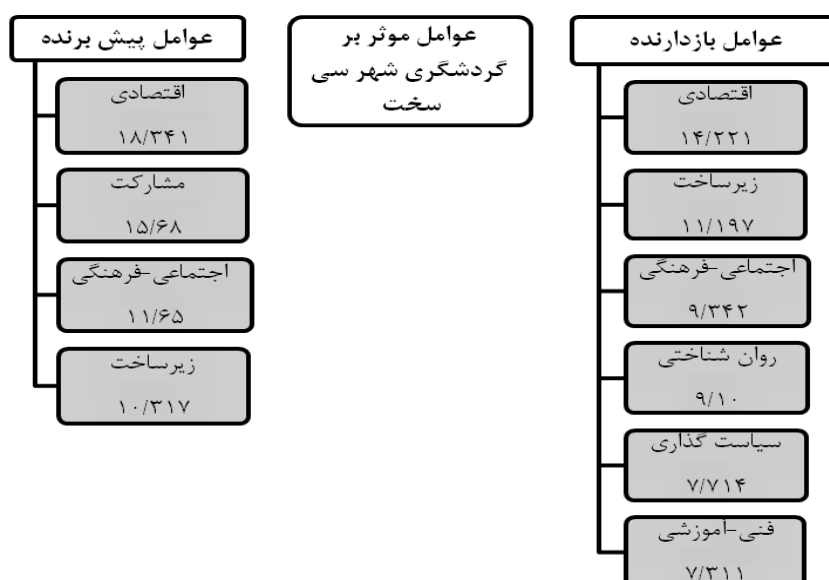 عوامل بازدارنده
اقتصادی
۱۴/۲۲۱
زیرساخت
۱۱/۱۹۷
اجتماعی-فرهنگی
۹/۳۴۲
روان شناختی
۹/۱۰
سیاست گذاری
۷/۷۱۴
فنی-آموزشی
۷/۳۱۱
عوامل موثر بر
گردشگری شهر سی
سخت
عوامل پیش برنده
اقتصادی
۱۸/۳۴۱
مشارکت
۱۵/۶۸
اجتماعی-فرهنگی
۱۱/۶۵
زیرساخت
۱۰/۳۱۷